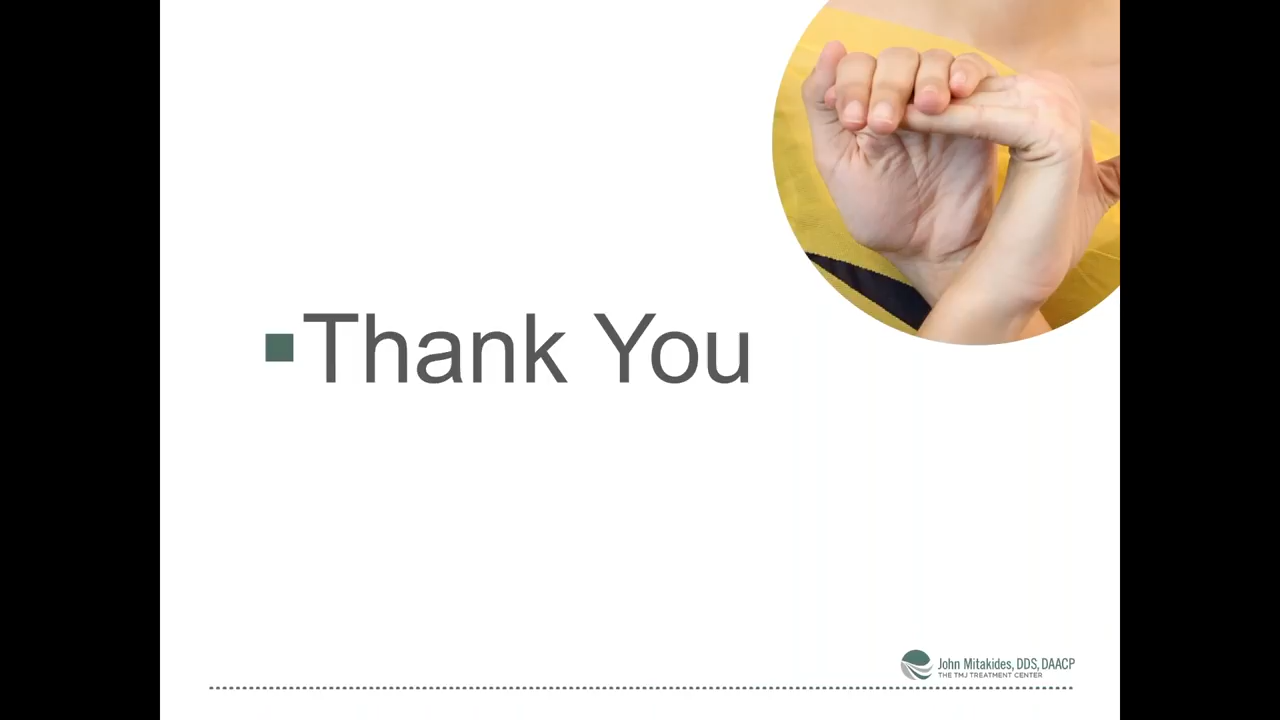 Thank You
John Mitakides, DDS, DAACP
THE TMJ TREATMENT CENTER